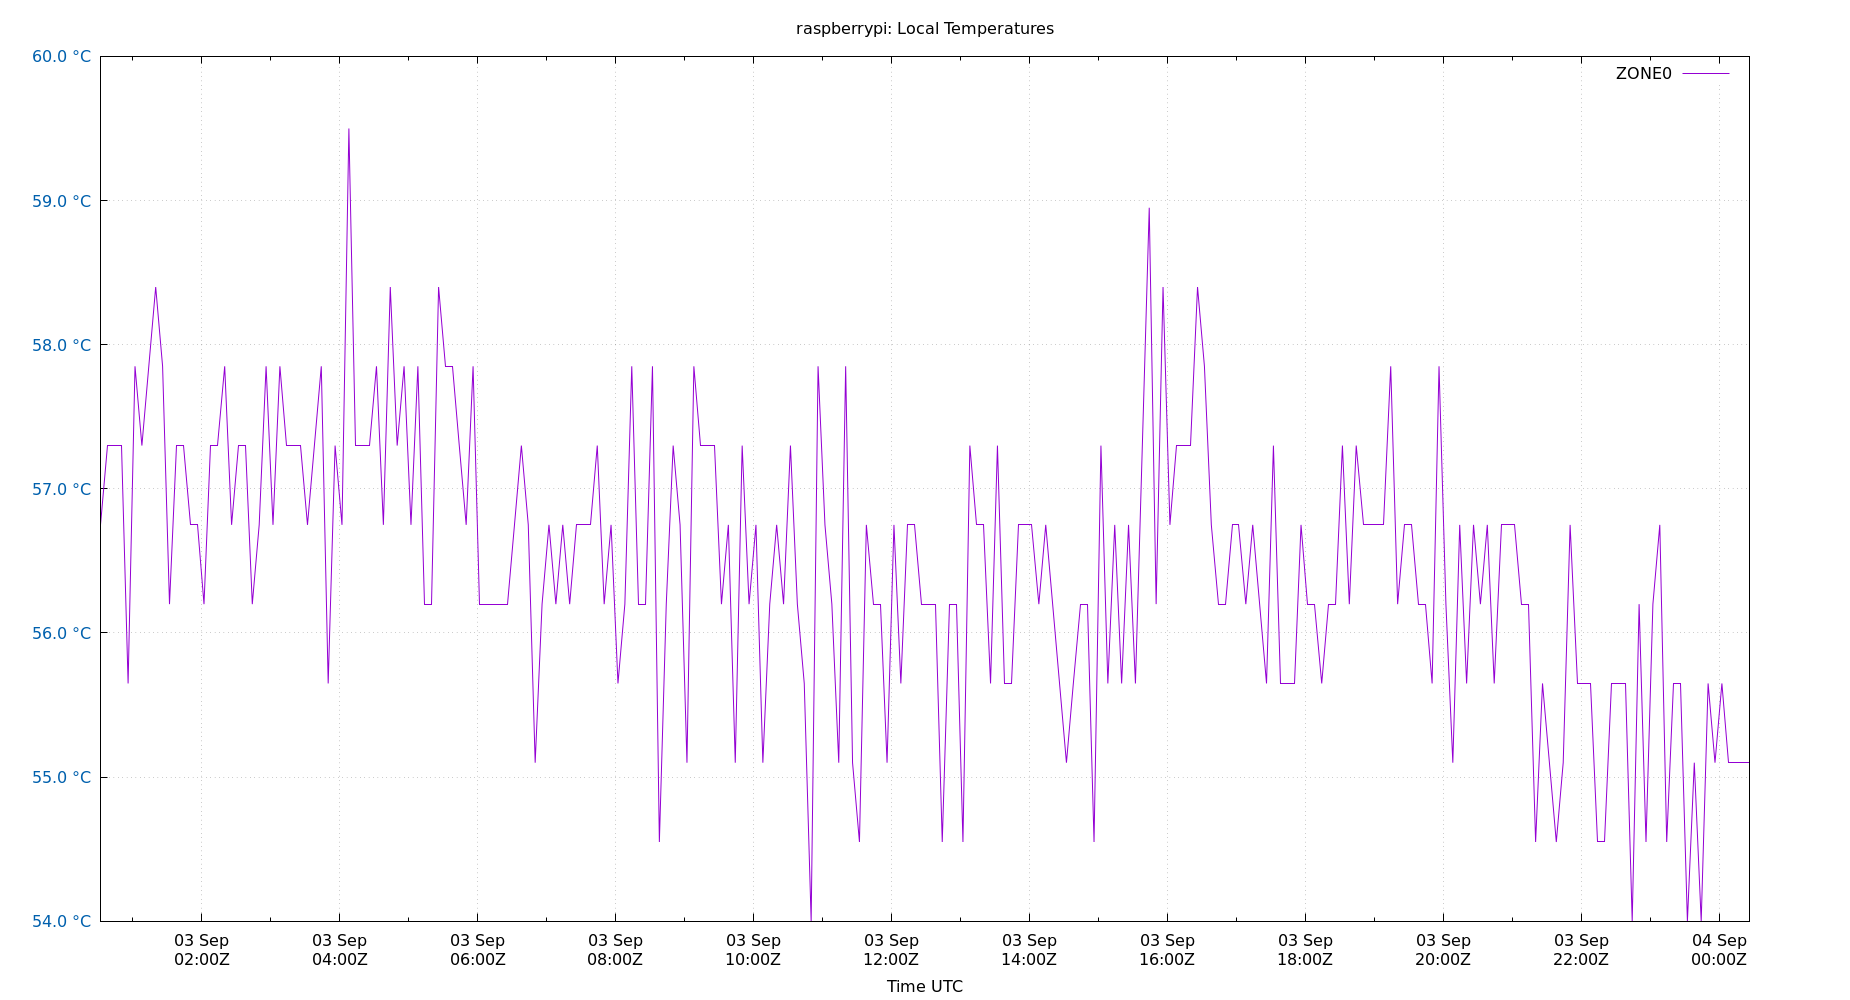 raspberrypi: Local Temperatures
60.0 °C
ZONE0
59.0 °C
58.0 °C
57.0 °C
56.0 °C
55.0 °C
54.0 °C
03 Sep 03 Sep 03 Sep 03 Sep 03 Sep 03 Sep 03 Sep 03 Sep 03 Sep 03 Sep 03 Sep 04 Sep
02:00Z 04:00Z 06:00Z 08:00Z 10:00Z 12:00Z 14:00Z 16:00Z 18:00Z 20:00Z 22:00Z 00:00Z
Time UTC